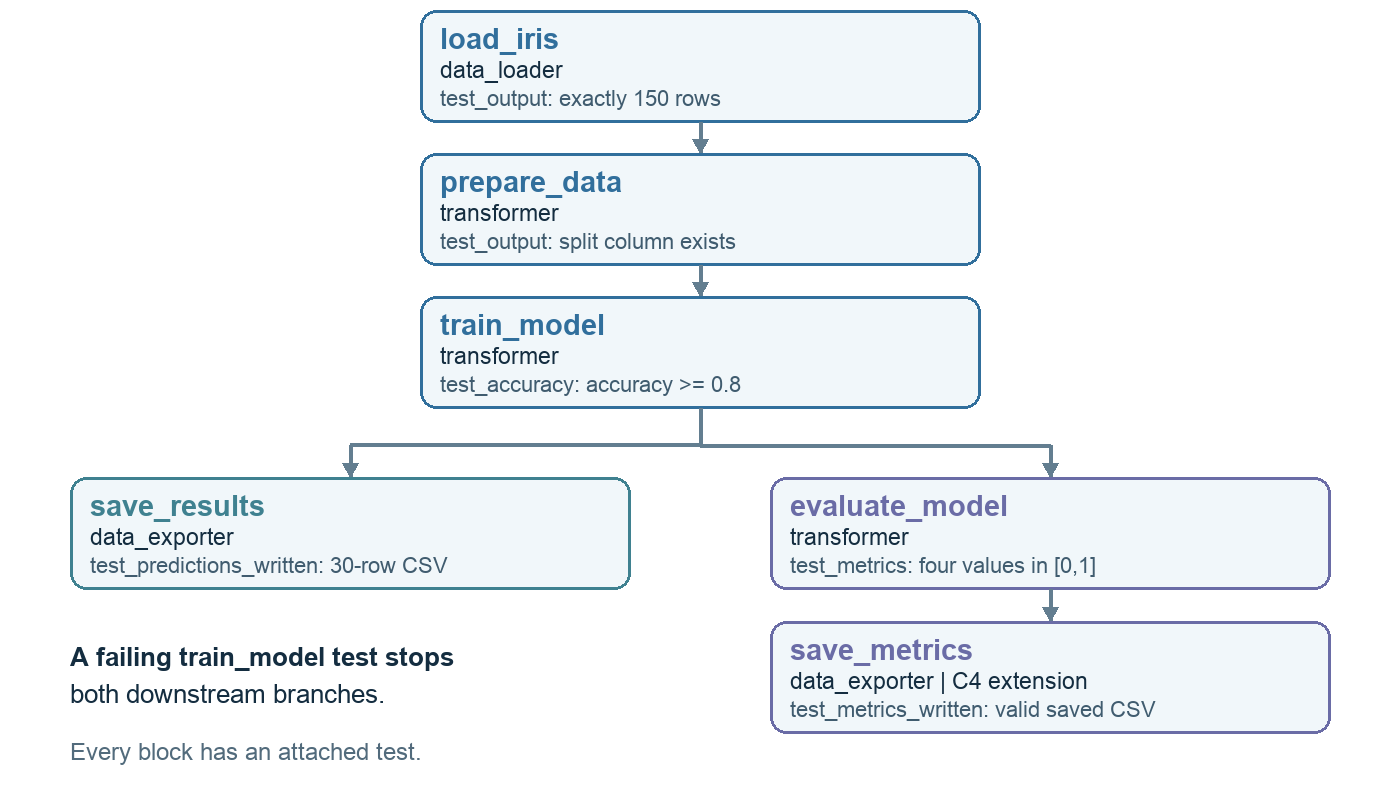 load_iris
data_loader
test_output: exactly 150 rows
prepare_data
transformer
test_output: split column exists
train_model
transformer
test_accuracy: accuracy >= 0.8
save_results
data_exporter
test_predictions_written: 30-row CSV
evaluate_model
transformer
test_metrics: four values in [0,1]
save_metrics
data_exporter | C4 extension
test_metrics_written: valid saved CSV
A failing train_model test stops
both downstream branches.
Every block has an attached test.